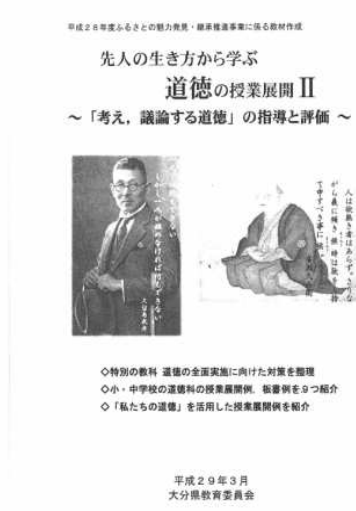 平成28年度ふるさとの魅力発見・継承推進事業に係る教材作成
先人の生き方から学ぶ
道徳の授業展開Ⅱ
～「考え，議論する道徳」の指導と評価 ～
◇特別の教科 道徳の全面実施に向けた対策を整理
◇小・中学校の道徳科の授業展開例，板書例を９つ紹介
◇「私たちの道徳」を活用した授業展開例を紹介
平成２９年３月
大分県教育委員会